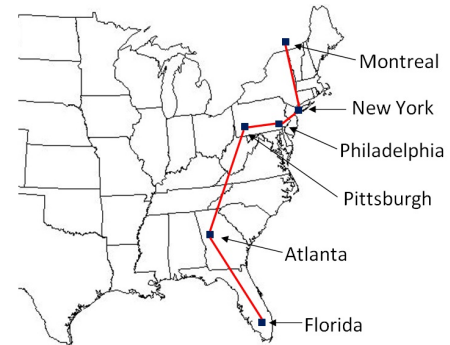 Montreal
New York
Philadelphia
Pittsburgh
Atlanta
Florida